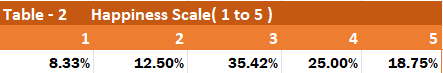 Table - 2 Happiness Scale( 1 to 5 )
1 2 3 4 5
8.33% 12.50% 35.42% 25.00% 18.75%